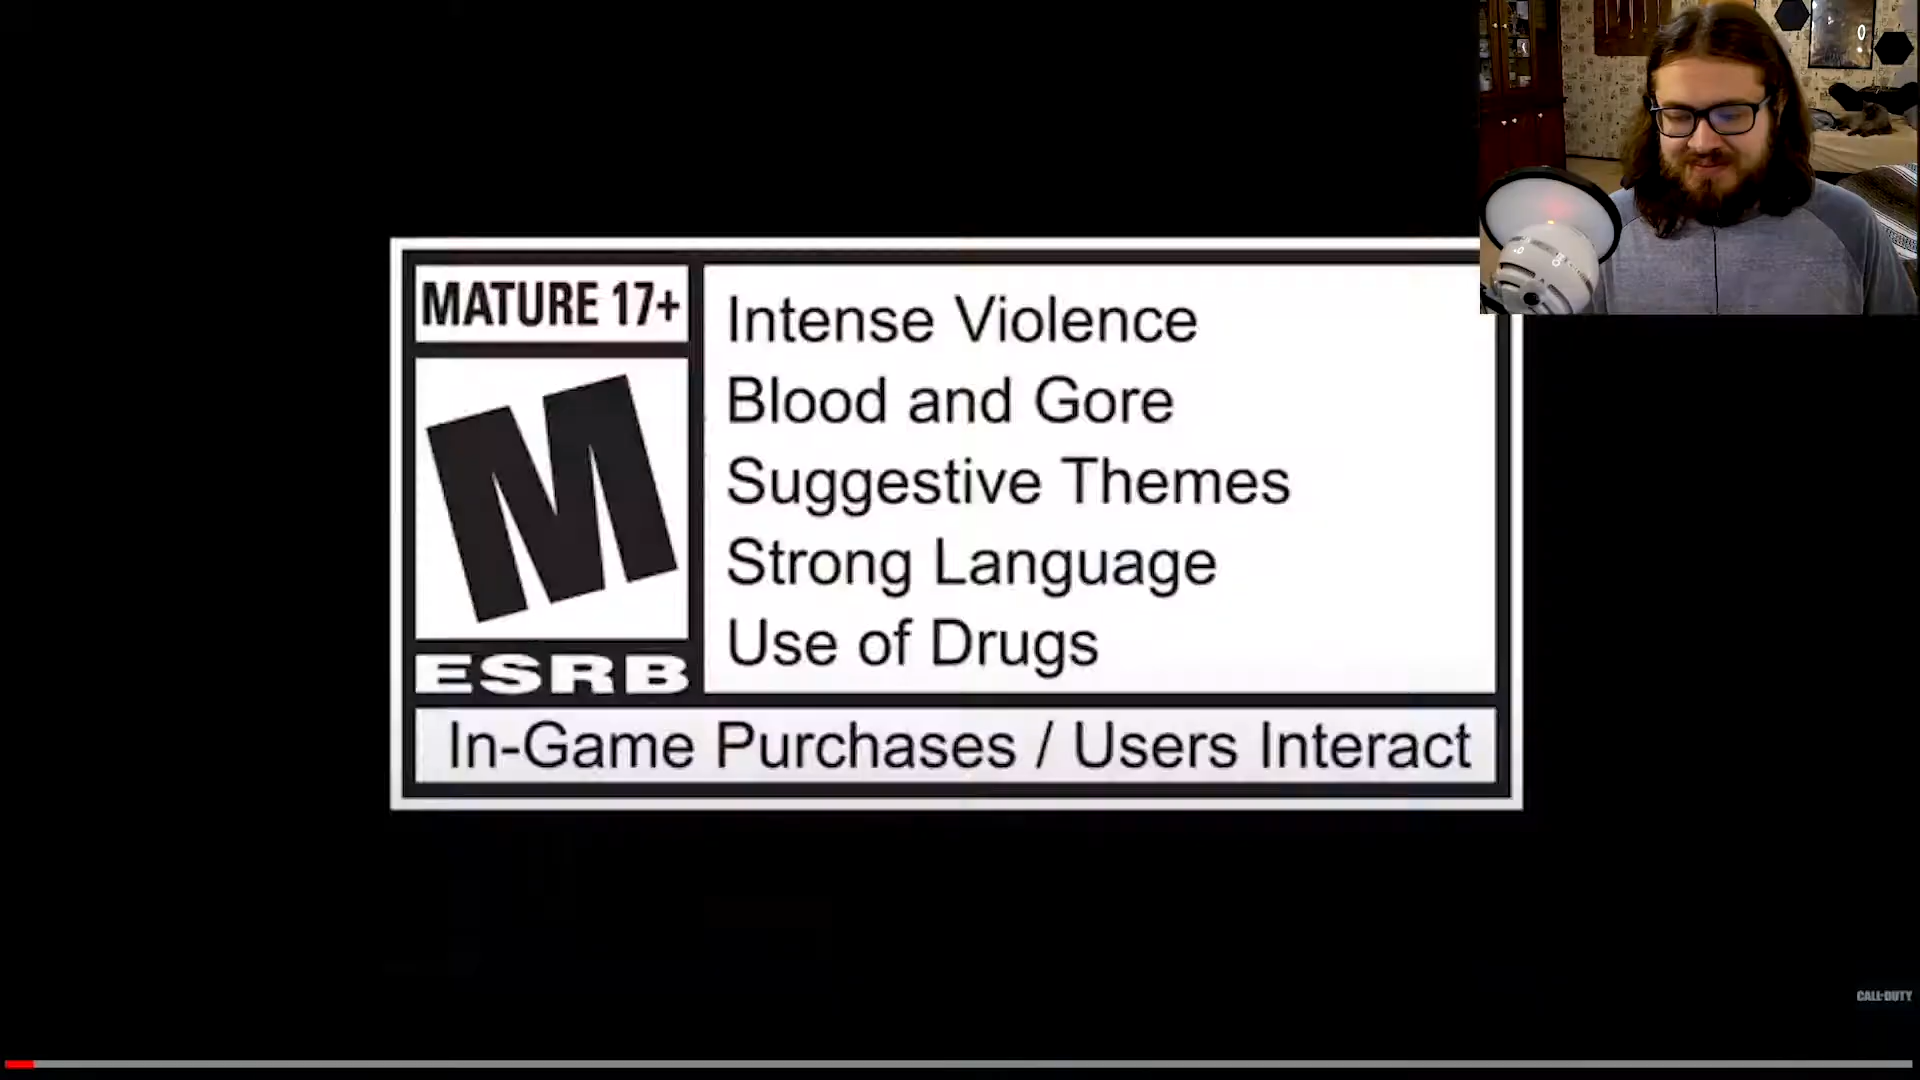 MATURE 17+
M
ESRB
Intense Violence
Blood and Gore
Suggestive Themes
Strong Language
Use of Drugs
In-Game Purchases / Users Interact
CALL·DUTY